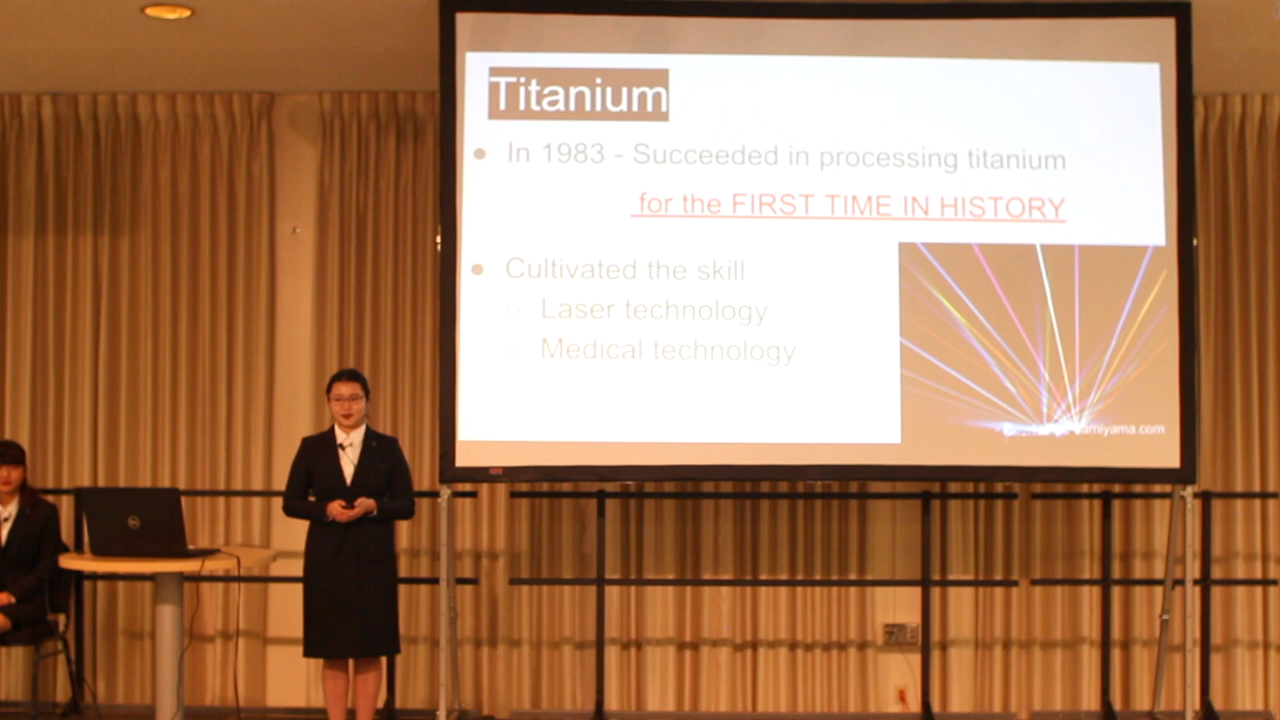 Titanium
In 1983 - Succeeded in processing titanium
for the FIRST TIME IN HISTORY
Cultivated the skill
Laser technology
Medical technology
DELL